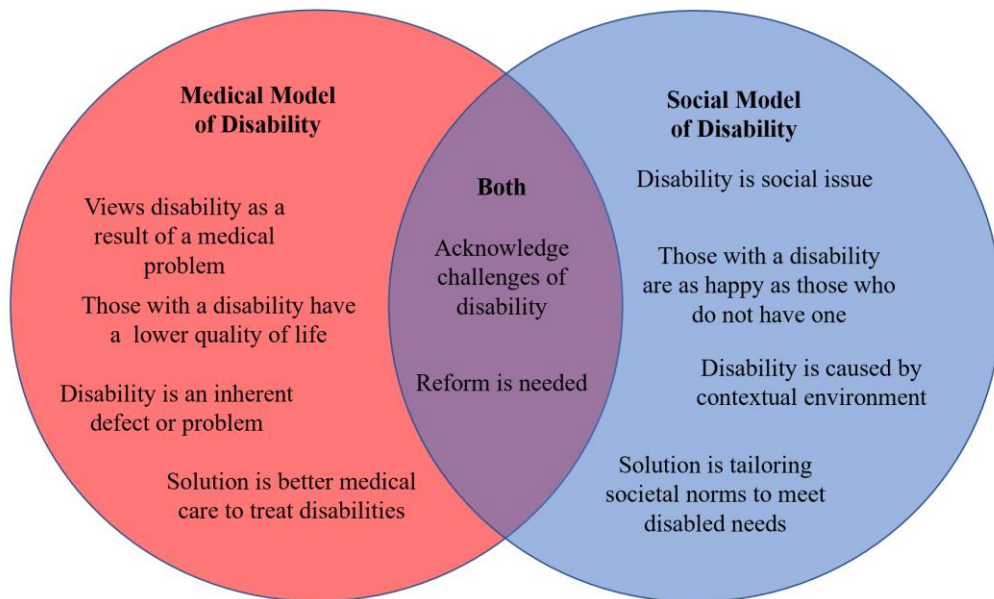 Medical Model
of Disability
Views disability as a
result of a medical
problem
Those with a disability have
a lower quality of life
Disability is an inherent
defect or problem
Solution is better medical
care to treat disabilities
Both
Acknowledge
challenges of
disability
Reform is needed
Social Model
of Disability
Disability is social issue
Those with a disability
are as happy as those who
do not have one
Disability is caused by
contextual environment
Solution is tailoring
societal norms to meet
disabled needs